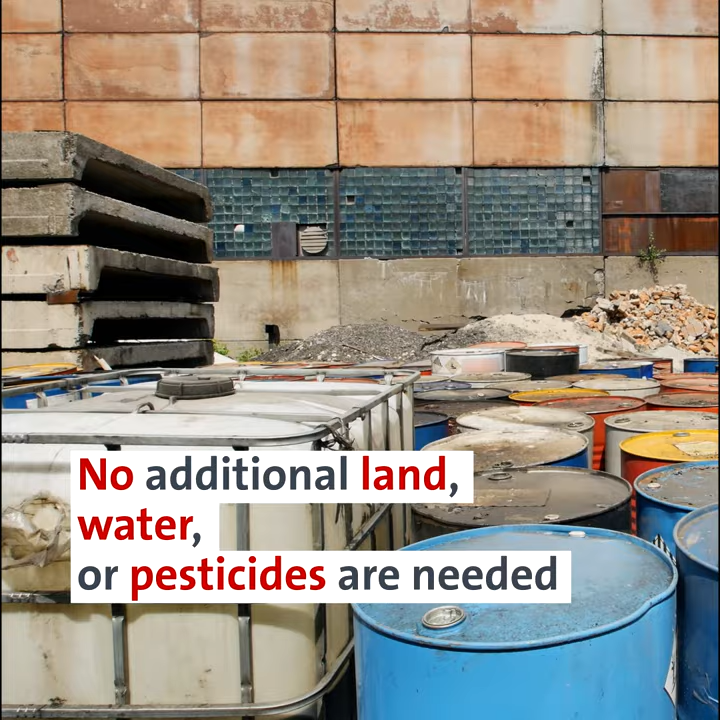 No additional land,
water,
or pesticides are needed